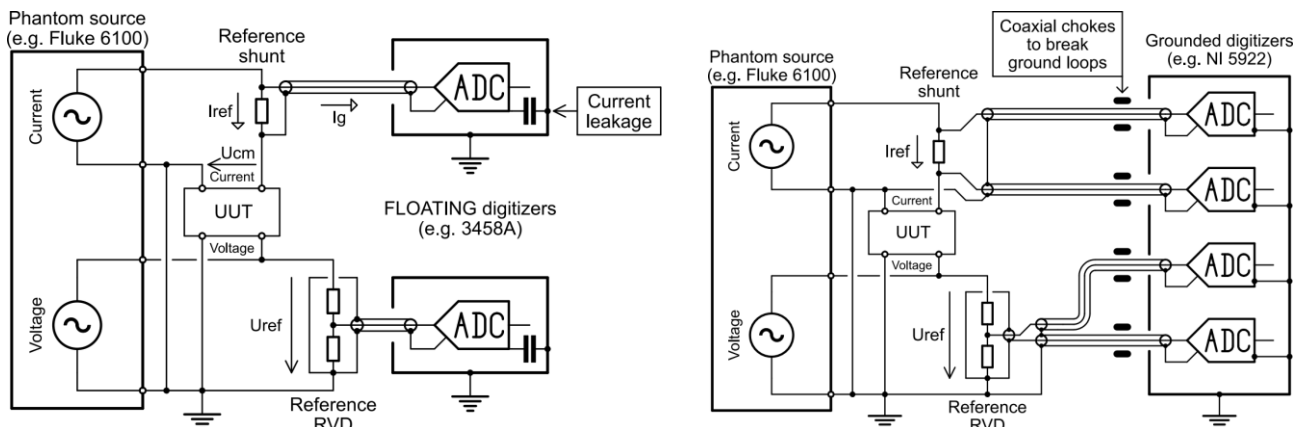 Phantom source
(e.g. Fluke 6100)
Reference
shunt
Current
Iref
Ig
ADC
Current
leakage
Ucm
Current
UUT
Voltage
FLOATING digitizers
(e.g. 3458A)
Voltage
Uref
ADC
Reference
RVD
Coaxial chokes
to break
ground loops
Grounded digitizers
(e.g. NI 5922)
Phantom source
(e.g. Fluke 6100)
Reference
shunt
ADC
Current
Iref
ADC
Current
UUT
Voltage
ADC
Voltage
Uref
ADC
Reference
RVD